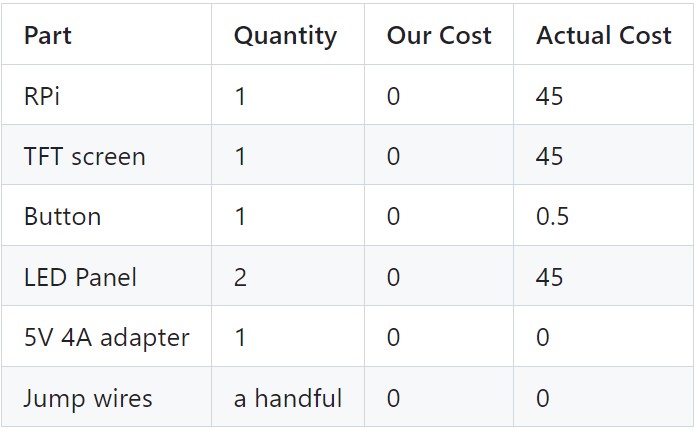 Part Quantity Our Cost Actual Cost
RPi 1 0 45
TFT screen 1 0 45
Button 1 0 0.5
LED Panel 2 0 45
5V 4A adapter 1 0 0
Jump wires a handful 0 0